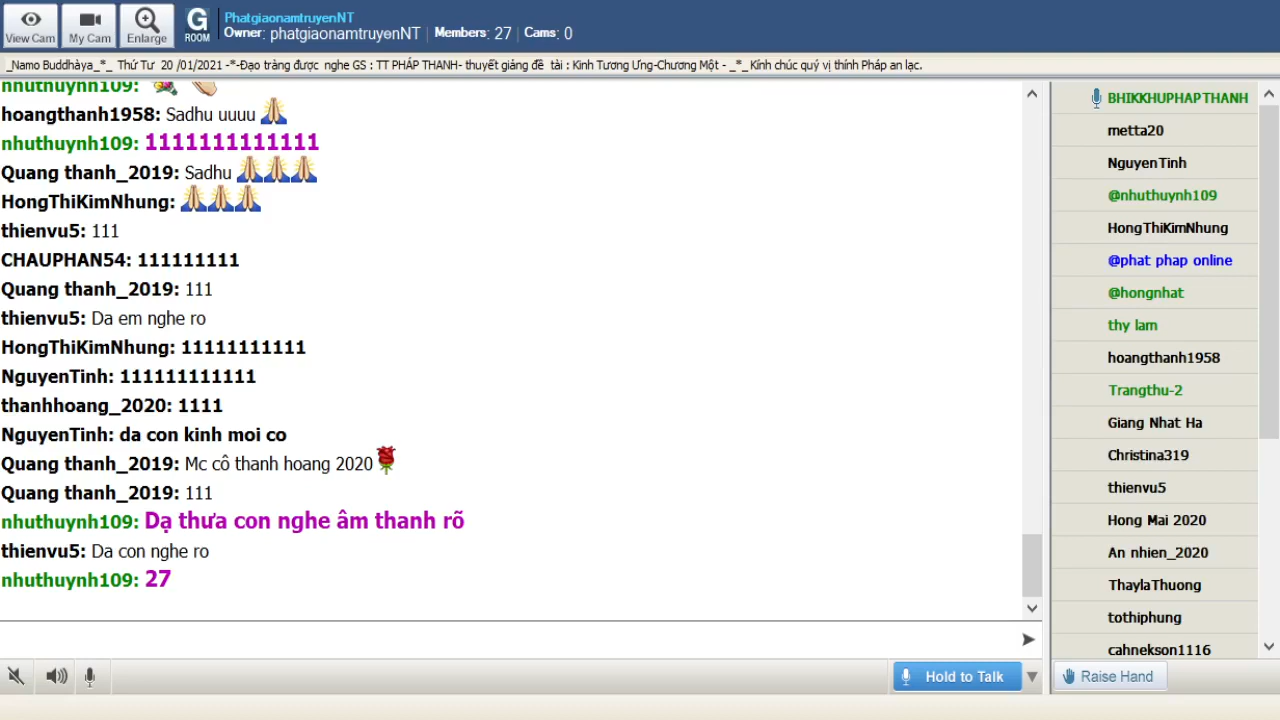 View Cam
My Cam
Enlarge
G
ROOM
PhatgiaonamtruyenNT
Owner: phatgiaonamtruyenNT | Members: 27 | Cams: 0
_Namo Buddhàya_*_ Thứ Tư 20 /01/2021 -*-Đạo tràng được nghe GS : TT PHÁP THANH- thuyết giảng đề tài : Kinh Tương Ưng-Chương Một - _*_Kính chúc quý vị thính Pháp an lạc.
nhuthuynh109:
hoangthanh1958: Sadhu uuuu
nhuthuynh109: 1111111111111
Quang thanh_2019: Sadhu
HongThiKimNhung:
thienvu5: 111
CHAUPHAN54: 111111111
Quang thanh_2019: 111
thienvu5: Da em nghe ro
HongThiKimNhung: 11111111111
NguyenTinh: 111111111111
thanhhoang_2020: 1111
NguyenTinh: da con kinh moi co
Quang thanh_2019: Mc cô thanh hoang 2020
Quang thanh_2019: 111
nhuthuynh109: Dạ thưa con nghe âm thanh rõ
thienvu5: Da con nghe ro
nhuthuynh109: 27
BHIKKHUPHAPTHANH
metta20
NguyenTinh
@nhuthuynh109
HongThiKimNhung
@phat phap online
@hongnhat
thy lam
hoangthanh1958
Trangthu-2
Giang Nhat Ha
Christina319
thienvu5
Hong Mai 2020
An nhien_2020
ThaylaThuong
tothiphung
cahnekson1116
Hold to Talk
Raise Hand